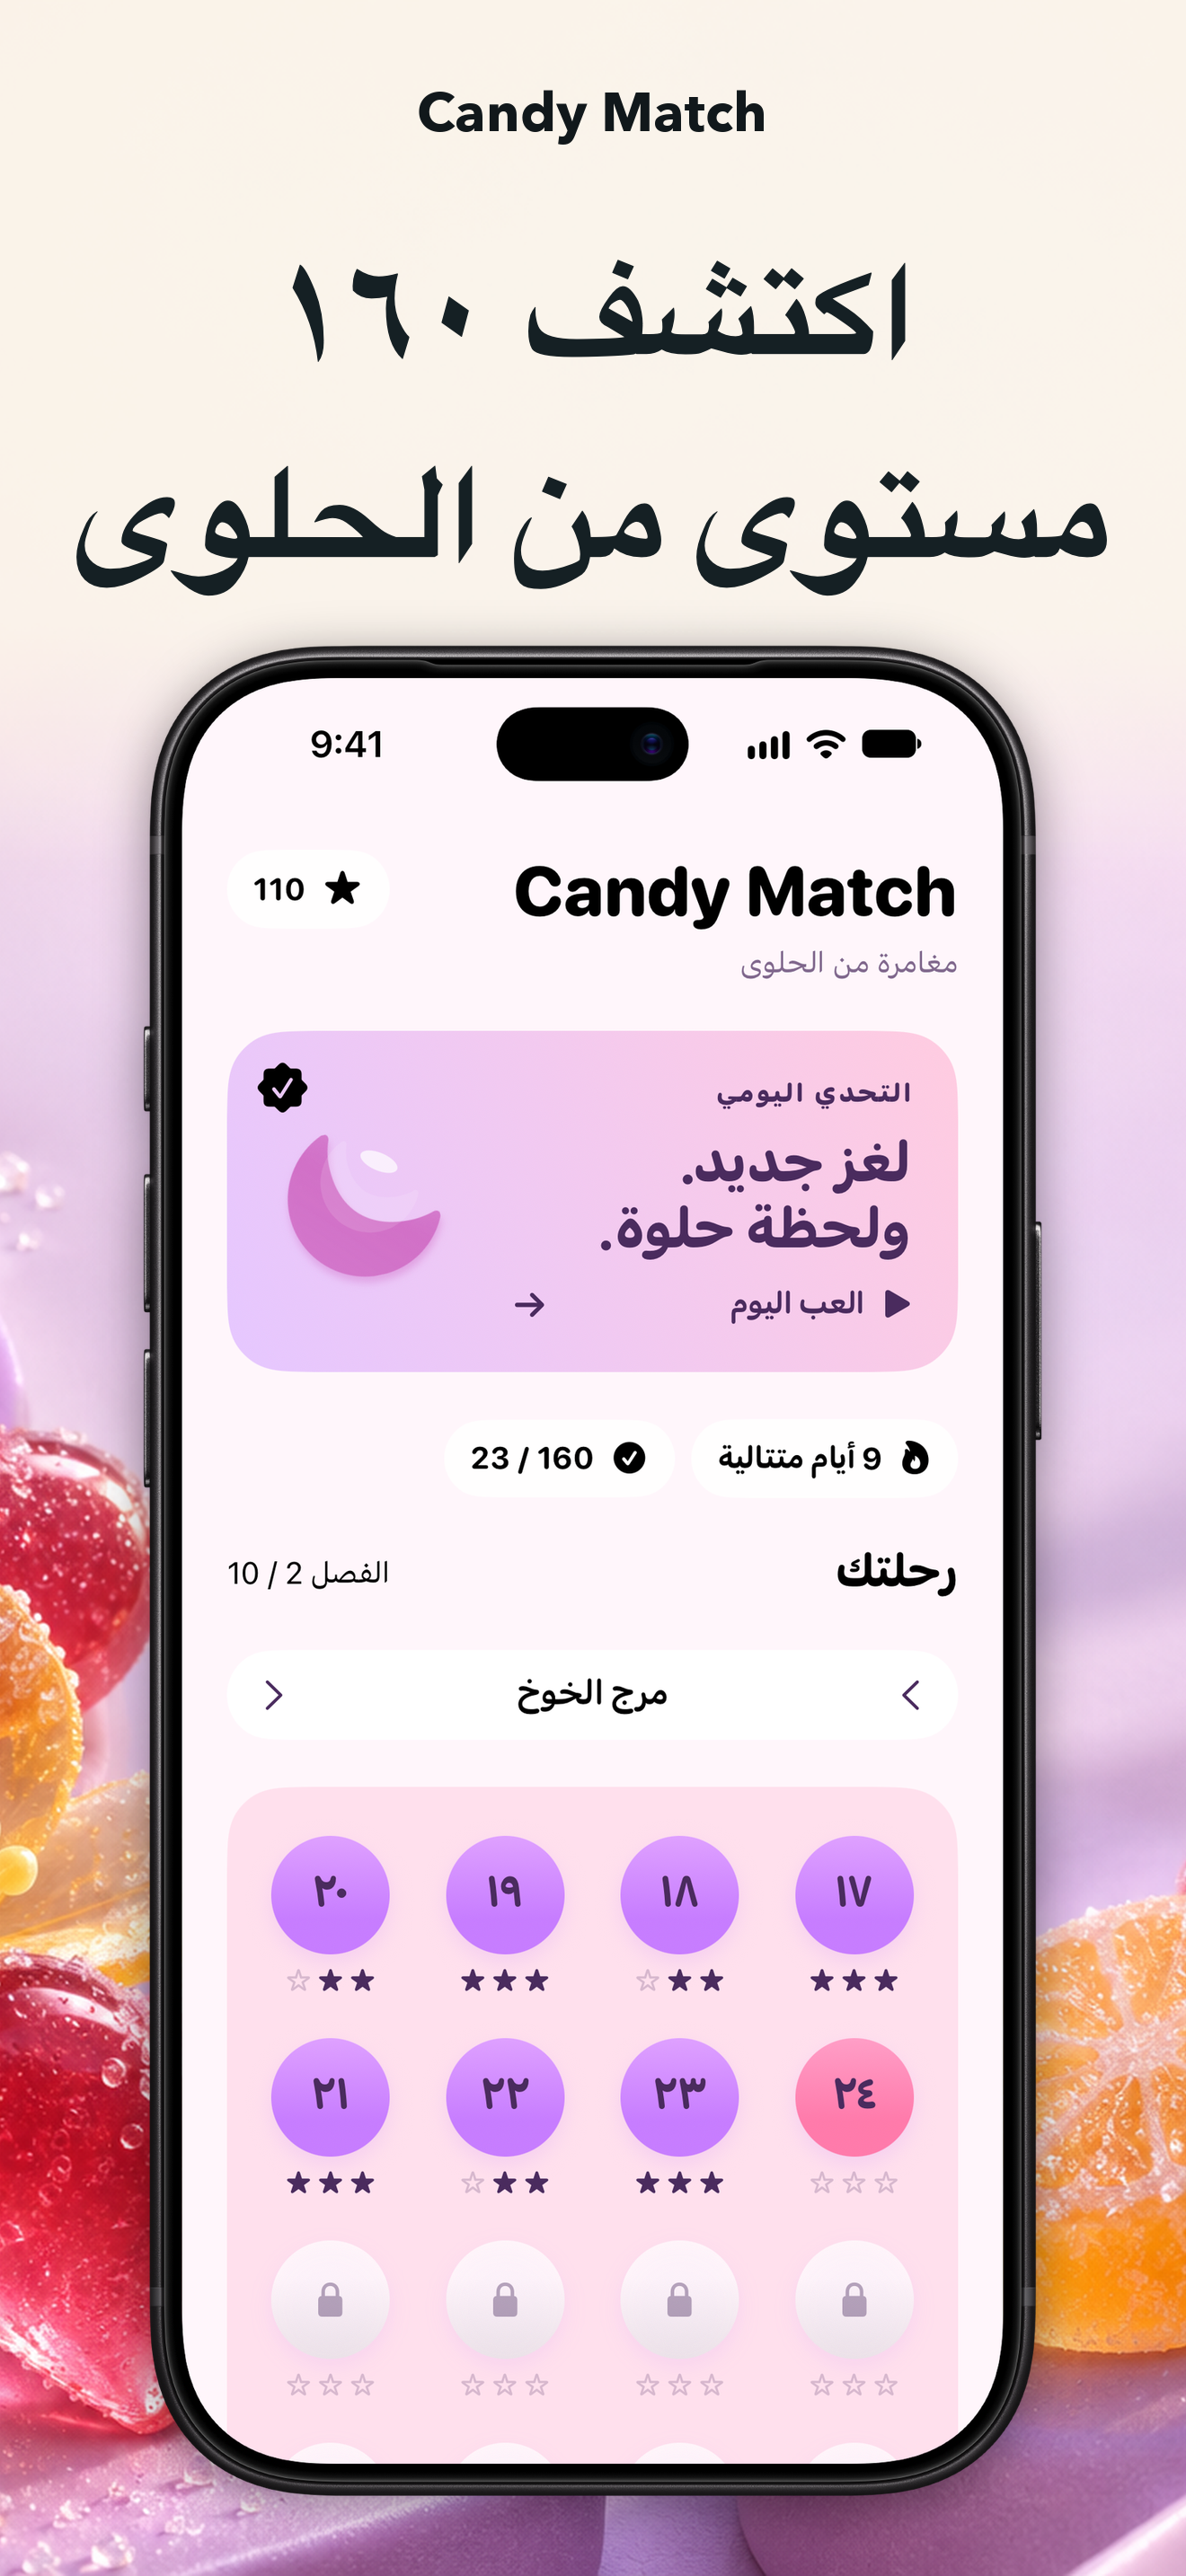 Candy Match
اكتشف ١٦٠
مستوى من الحلوى
9:41
Candy Match
110
مغامرة من الحلوى
التحدي اليومي
لغز جديد.
ولحظة حلوة.
العب اليوم
9 أيام متتالية
23 / 160
رحلتك
الفصل 2 / 10
مرج الخوخ
١٧ ١٨ ١٩ ٢٠
٢٤ ٢٣ ٢٢ ٢١